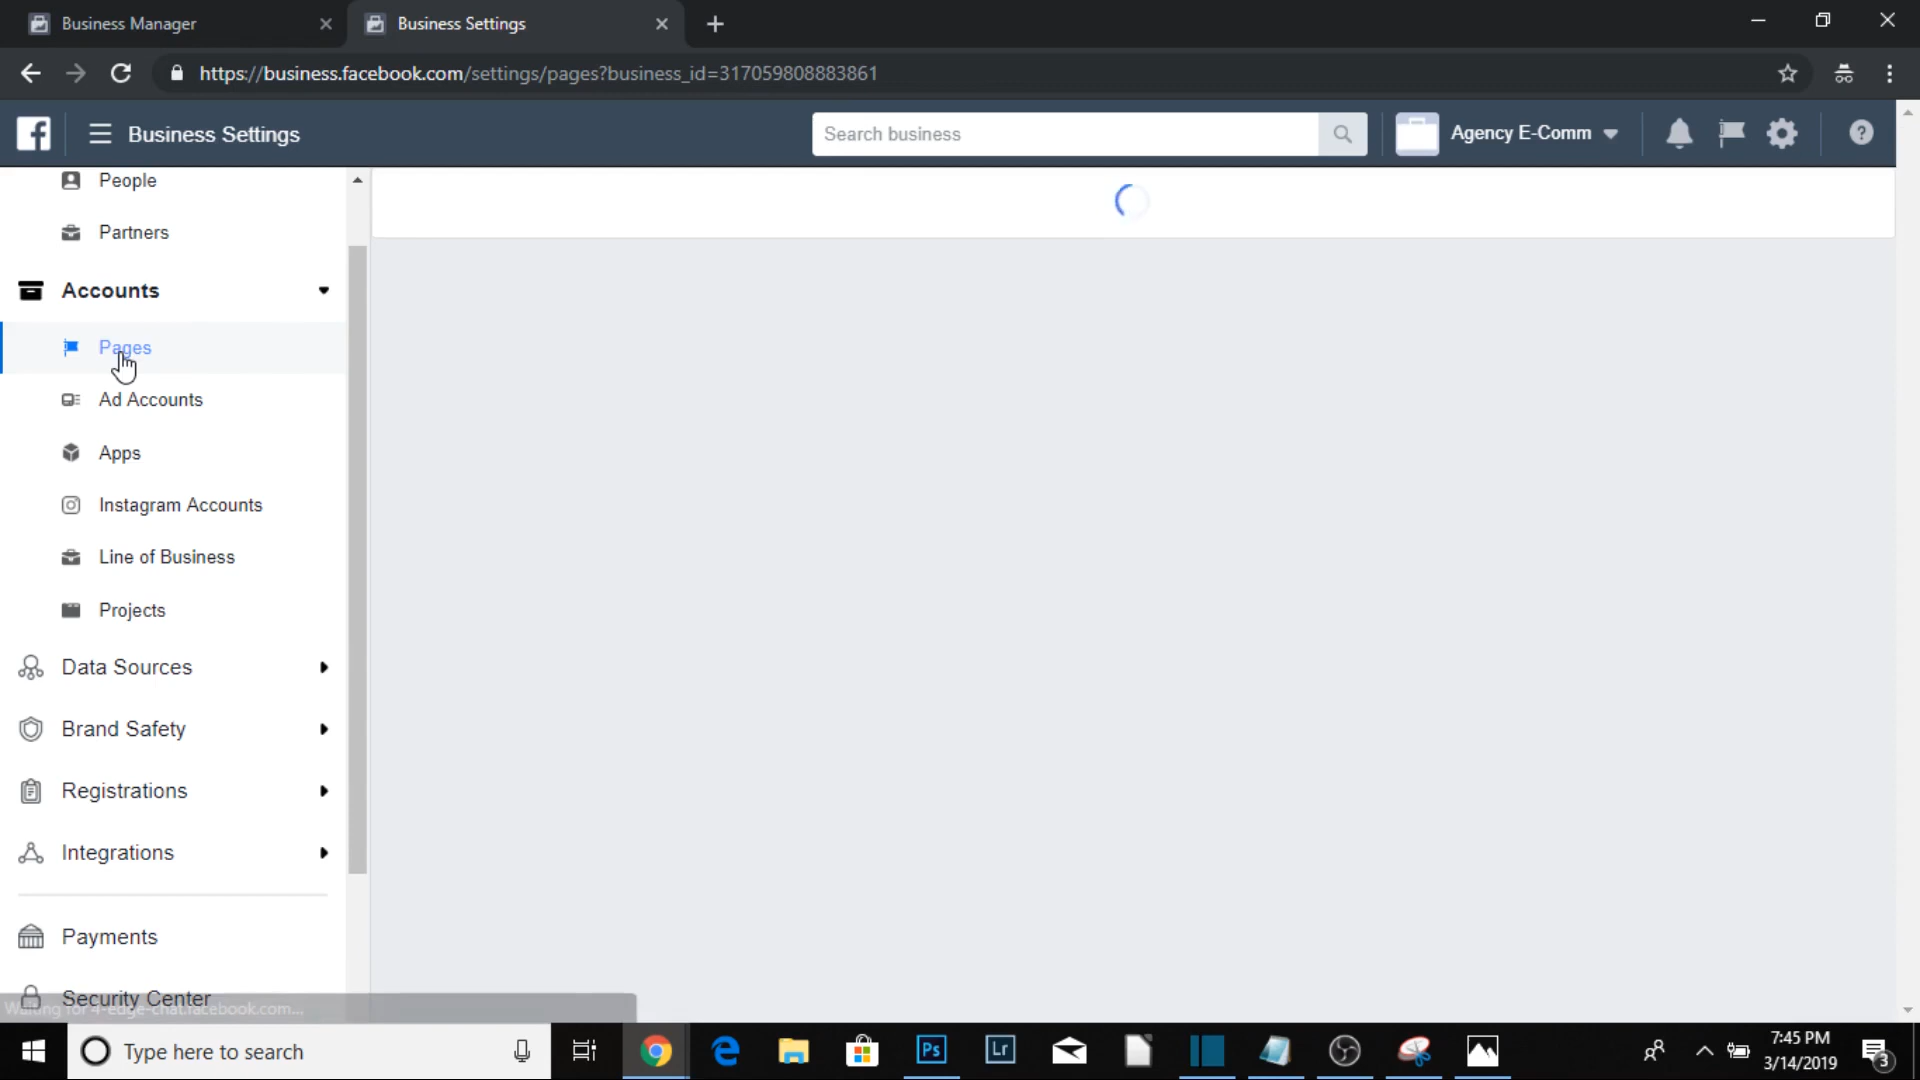 Business Manager
Business Settings
https://business.facebook.com/settings/pages?business_id=317059808883861
Business Settings
Search business
Agency E-Comm
People
Partners
Accounts
Pages
Ad Accounts
Apps
Instagram Accounts
Line of Business
Projects
Data Sources
Brand Safety
Registrations
Integrations
Payments
Security Center
Waiting for 4-edge-chat.facebook.com...
Type here to search
Ps
Lr
7:45 PM
3/14/2019
3